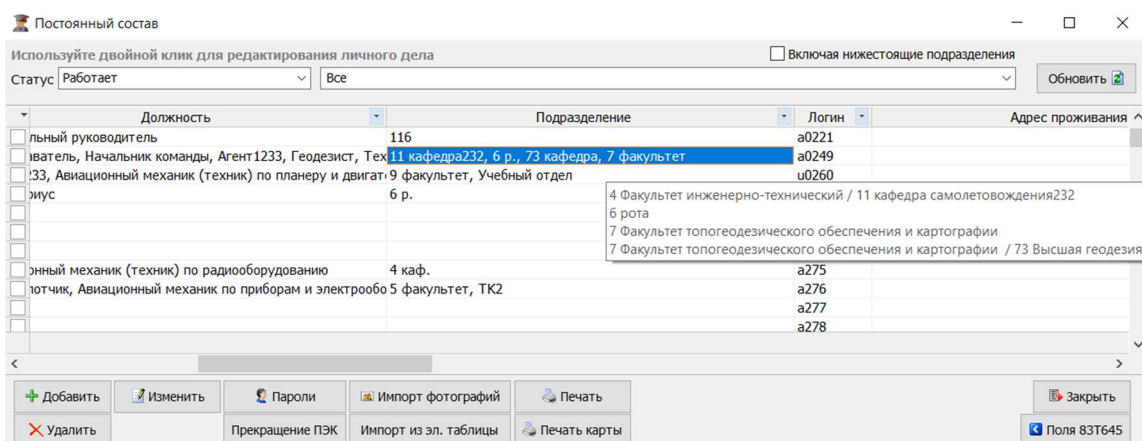 Постоянный состав
Используйте двойной клик для редактирования личного дела
Включая нижестоящие подразделения
Статус Работает Все Обновить
Должность Подразделение Логин Адрес проживания
льный руководитель 116 a0221
ватель, Начальник команды, Агент1233, Геодезист, Тех 11 кафедра232, 6 р., 73 кафедра, 7 факультет a0249
233, Авиационный механик (техник) по планеру и двигат 9 факультет, Учебный отдел u0260
риус 6 р.
4 Факультет инженерно-технический / 11 кафедра самолетовождения232
6 рота
7 Факультет топогеодезического обеспечения и картографии
7 Факультет топогеодезического обеспечения и картографии / 73 Высшая геодезия
онный механик (техник) по радиооборудованию 4 каф. a275
лотчик, Авиационный механик по приборам и электрообо 5 факультет, ТК2 a276
a277
a278
Добавить Изменить Пароли Импорт фотографий Печать Закрыть
Удалить Прекращение ПЭК Импорт из эл. таблицы Печать карты Поля 83Т645